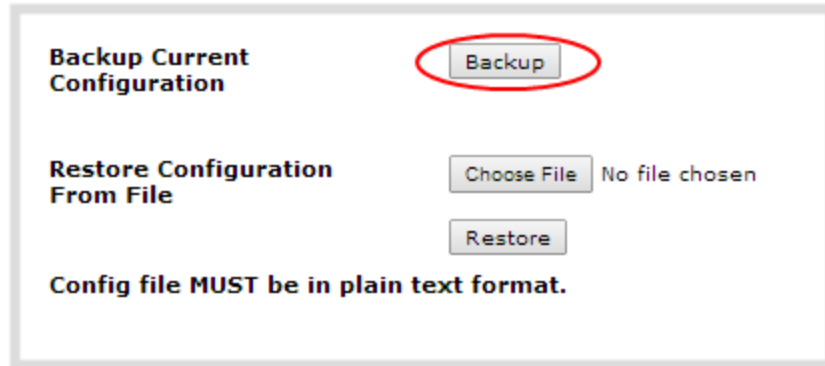 Backup Current
Configuration
Backup
Restore Configuration
From File
Choose File No file chosen
Restore
Config file MUST be in plain text format.